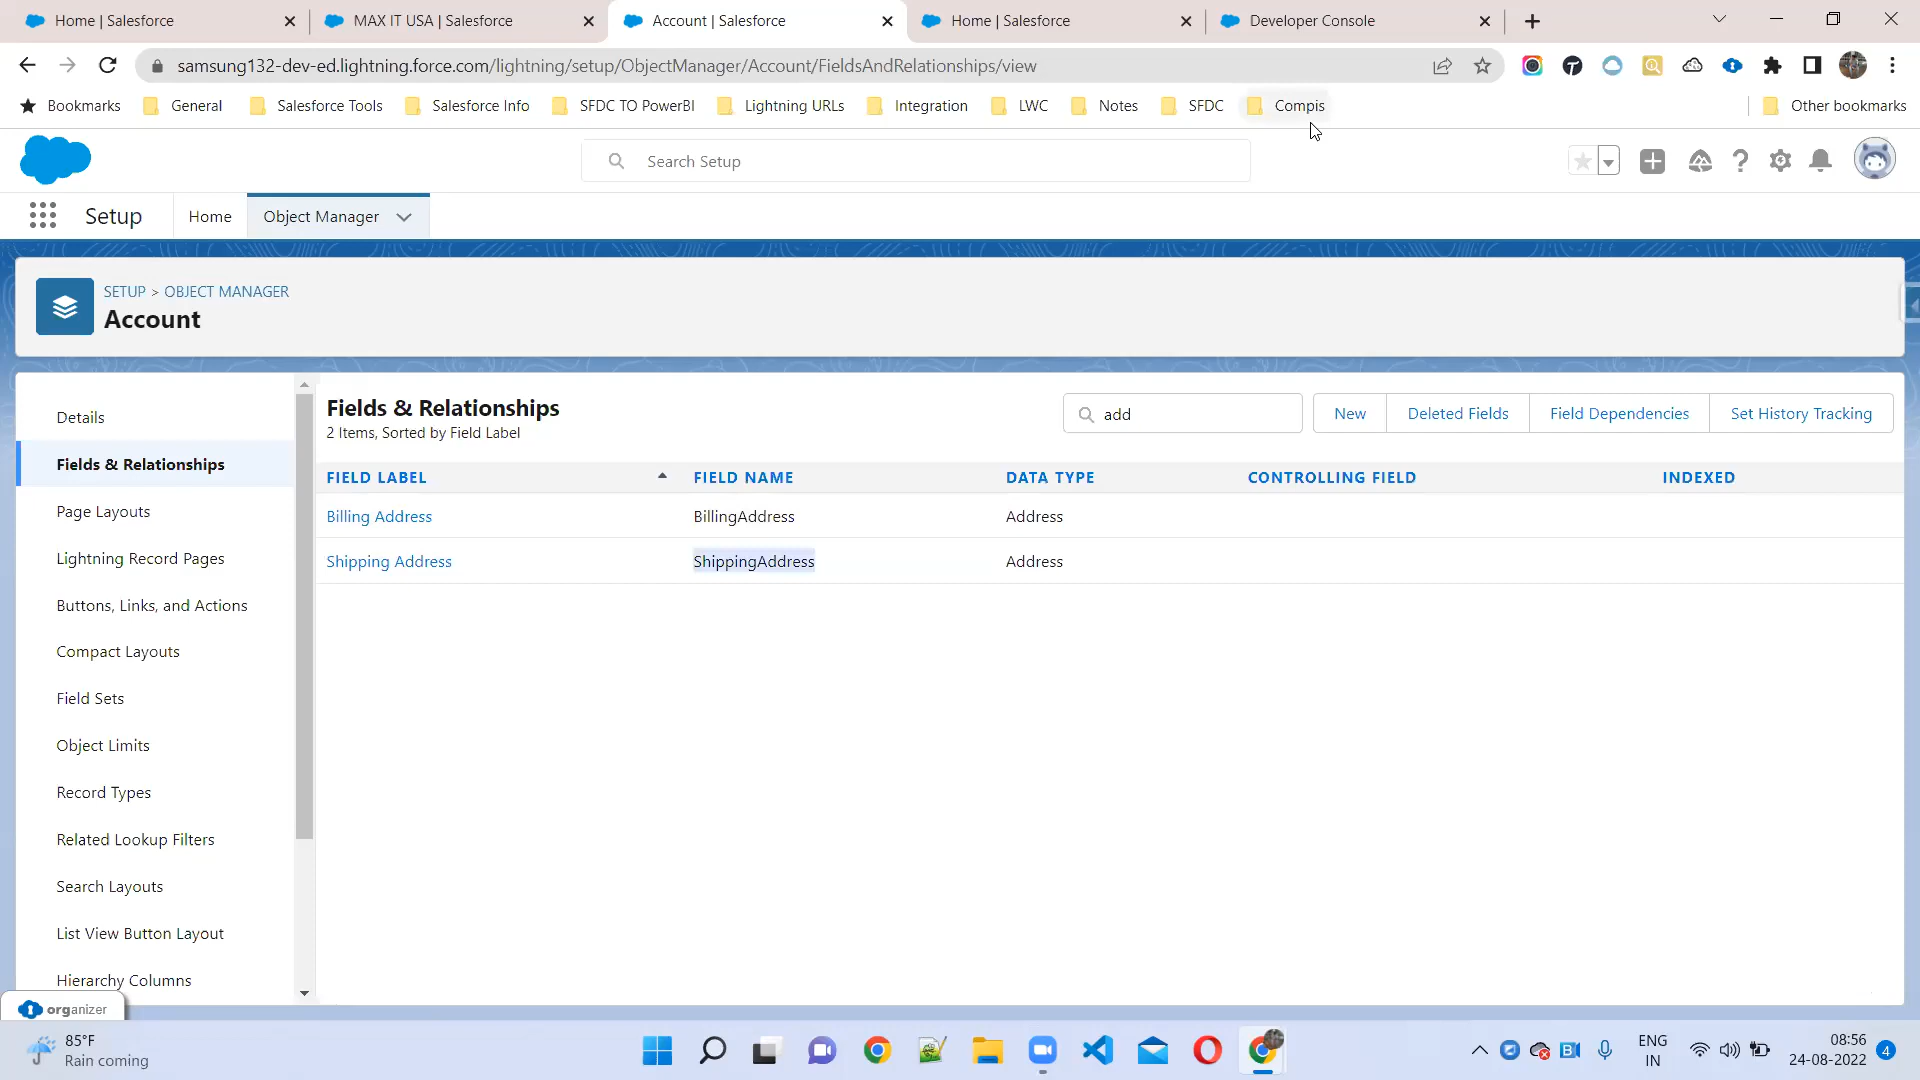 Home | Salesforce
MAX IT USA | Salesforce
Account | Salesforce
Home | Salesforce
Developer Console
samsung132-dev-ed.lightning.force.com/lightning/setup/ObjectManager/Account/FieldsAndRelationships/view
Bookmarks
General
Salesforce Tools
Salesforce Info
SFDC TO PowerBI
Lightning URLs
Integration
LWC
Notes
SFDC
Compis
Other bookmarks
Search Setup
Setup
Home
Object Manager
SETUP > OBJECT MANAGER
Account
Details
Fields & Relationships
Page Layouts
Lightning Record Pages
Buttons, Links, and Actions
Compact Layouts
Field Sets
Object Limits
Record Types
Related Lookup Filters
Search Layouts
List View Button Layout
Hierarchy Columns
Fields & Relationships
2 Items, Sorted by Field Label
add
New
Deleted Fields
Field Dependencies
Set History Tracking
FIELD LABEL FIELD NAME DATA TYPE CONTROLLING FIELD INDEXED
Billing Address BillingAddress Address
Shipping Address ShippingAddress Address
organizer
85°F
Rain coming
ENG
IN
08:56
24-08-2022
4